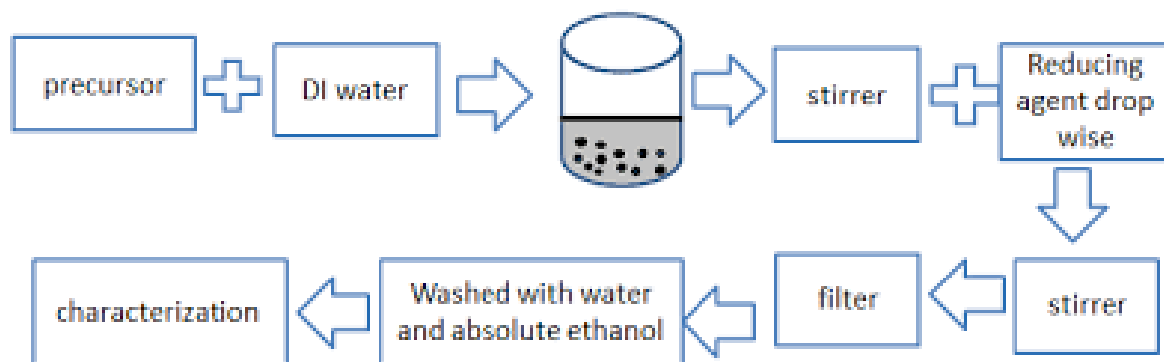 precursor
DI water
stirrer
Reducing
agent drop
wise
stirrer
filter
Washed with water
and absolute ethanol
characterization